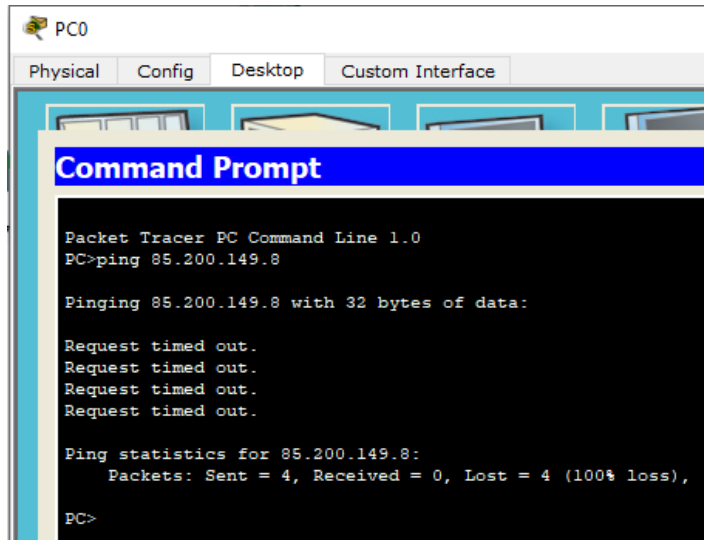 PC0
Physical Config Desktop Custom Interface
Command Prompt
Packet Tracer PC Command Line 1.0
PC>ping 85.200.149.8
Pinging 85.200.149.8 with 32 bytes of data:
Request timed out.
Request timed out.
Request timed out.
Request timed out.
Ping statistics for 85.200.149.8:
Packets: Sent = 4, Received = 0, Lost = 4 (100% loss),
PC>